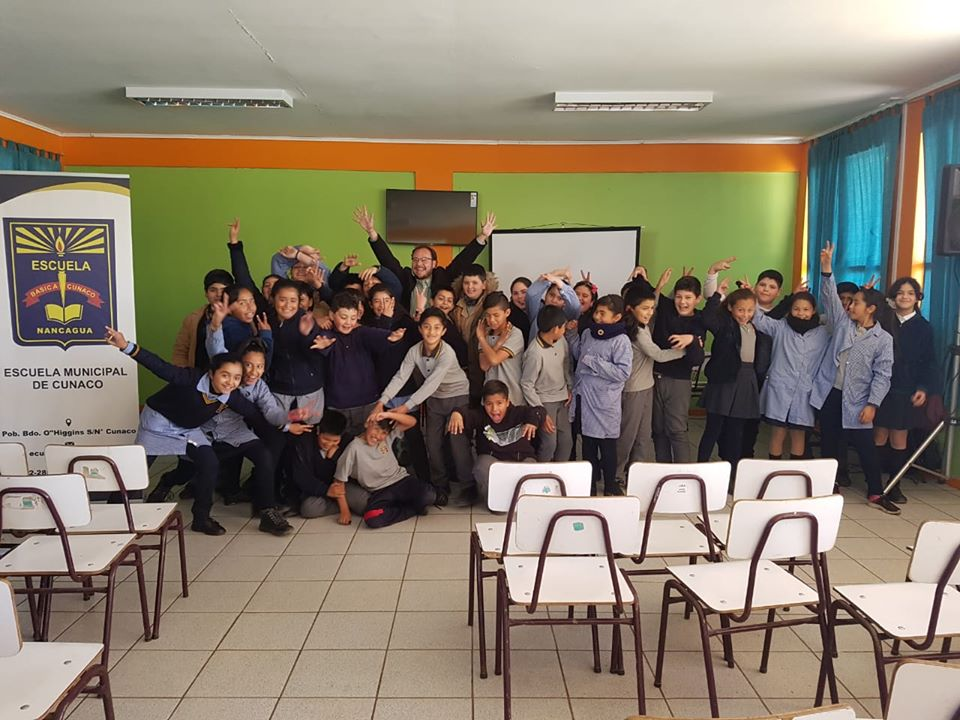 ESCUELA
BASICA CUNACO
NANCAGUA
ESCUELA MUNICIPAL
DE CUNACO
Pob. Bdo. O"Higgins S/N° Cunaco